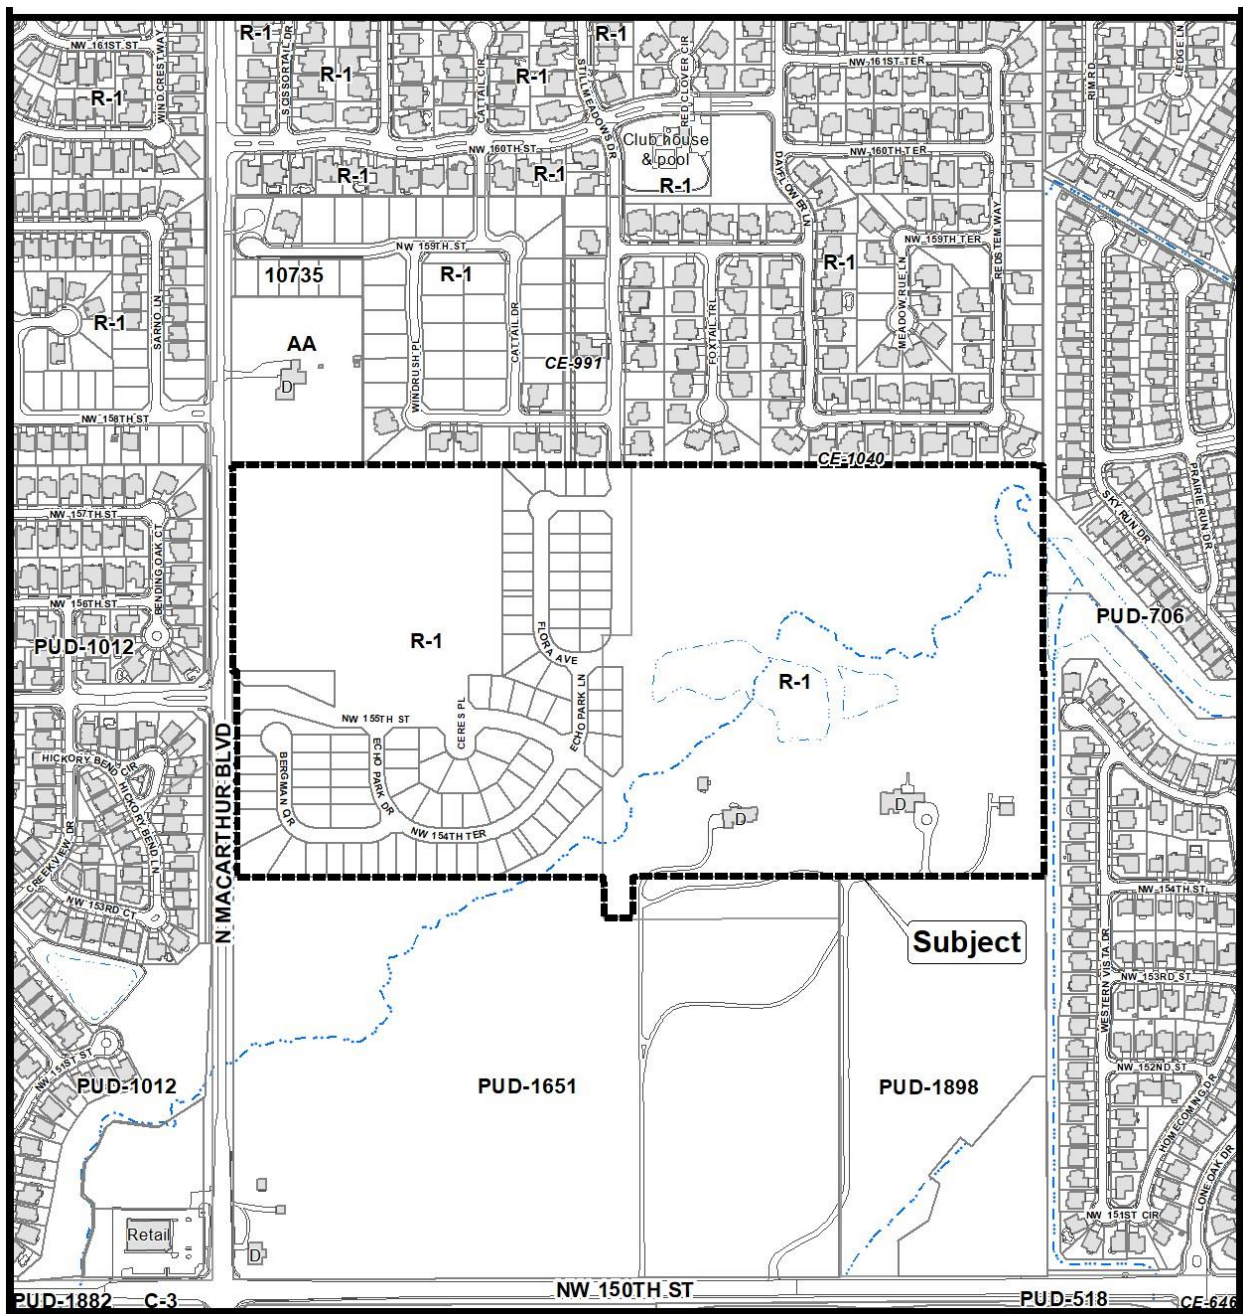 NW 161ST ST
WIND CREST WAY
R-1
R-1
SCISSORTAIL DR
R-1
CATTAIL CIR
R-1
R-1
STILL MEADOWS DR
RED CLOVER CIR
NW 161ST TER
RIM RD
LEDGE LN
NW 160TH ST
Club house
& pool
R-1
R-1
R-1
NW 160TH TER
DAYFLOWER LN
NW 159TH TER
REDSTEM WAY
NW 159TH ST
10735
R-1
R-1
MEADOW RUE LN
SARNO LN
R-1
AA
D
WINDRUSH PL
CATTAIL DR
CE-991
FOXTAIL TRL
NW 158TH ST
CE-1040
NW 157TH ST
BENDING OAK CT
SKY RUN DR
PRAIRIE RUN DR
NW 156TH ST
PUD-1012
R-1
FLORA AVE
R-1
PUD-706
N MACARTHUR BLVD
NW 155TH ST
CERES PL
ECHO PARK LN
HICKORY BEND CIR
HICKORY BEND LN
BERGMAN CIR
ECHO PARK DR
NW 154TH TER
D
D
CREEKVIEW DR
NW 153RD CT
NW 154TH ST
Subject
WESTERN VISTA DR
NW 153RD ST
NW 151ST ST
PUD-1012
PUD-1651
PUD-1898
NW 152ND ST
HOMECOMING DR
LONE OAK DR
NW 151ST CIR
Retail
D
NW 150TH ST
PUD-1882
C-3
PUD-518
CE-646